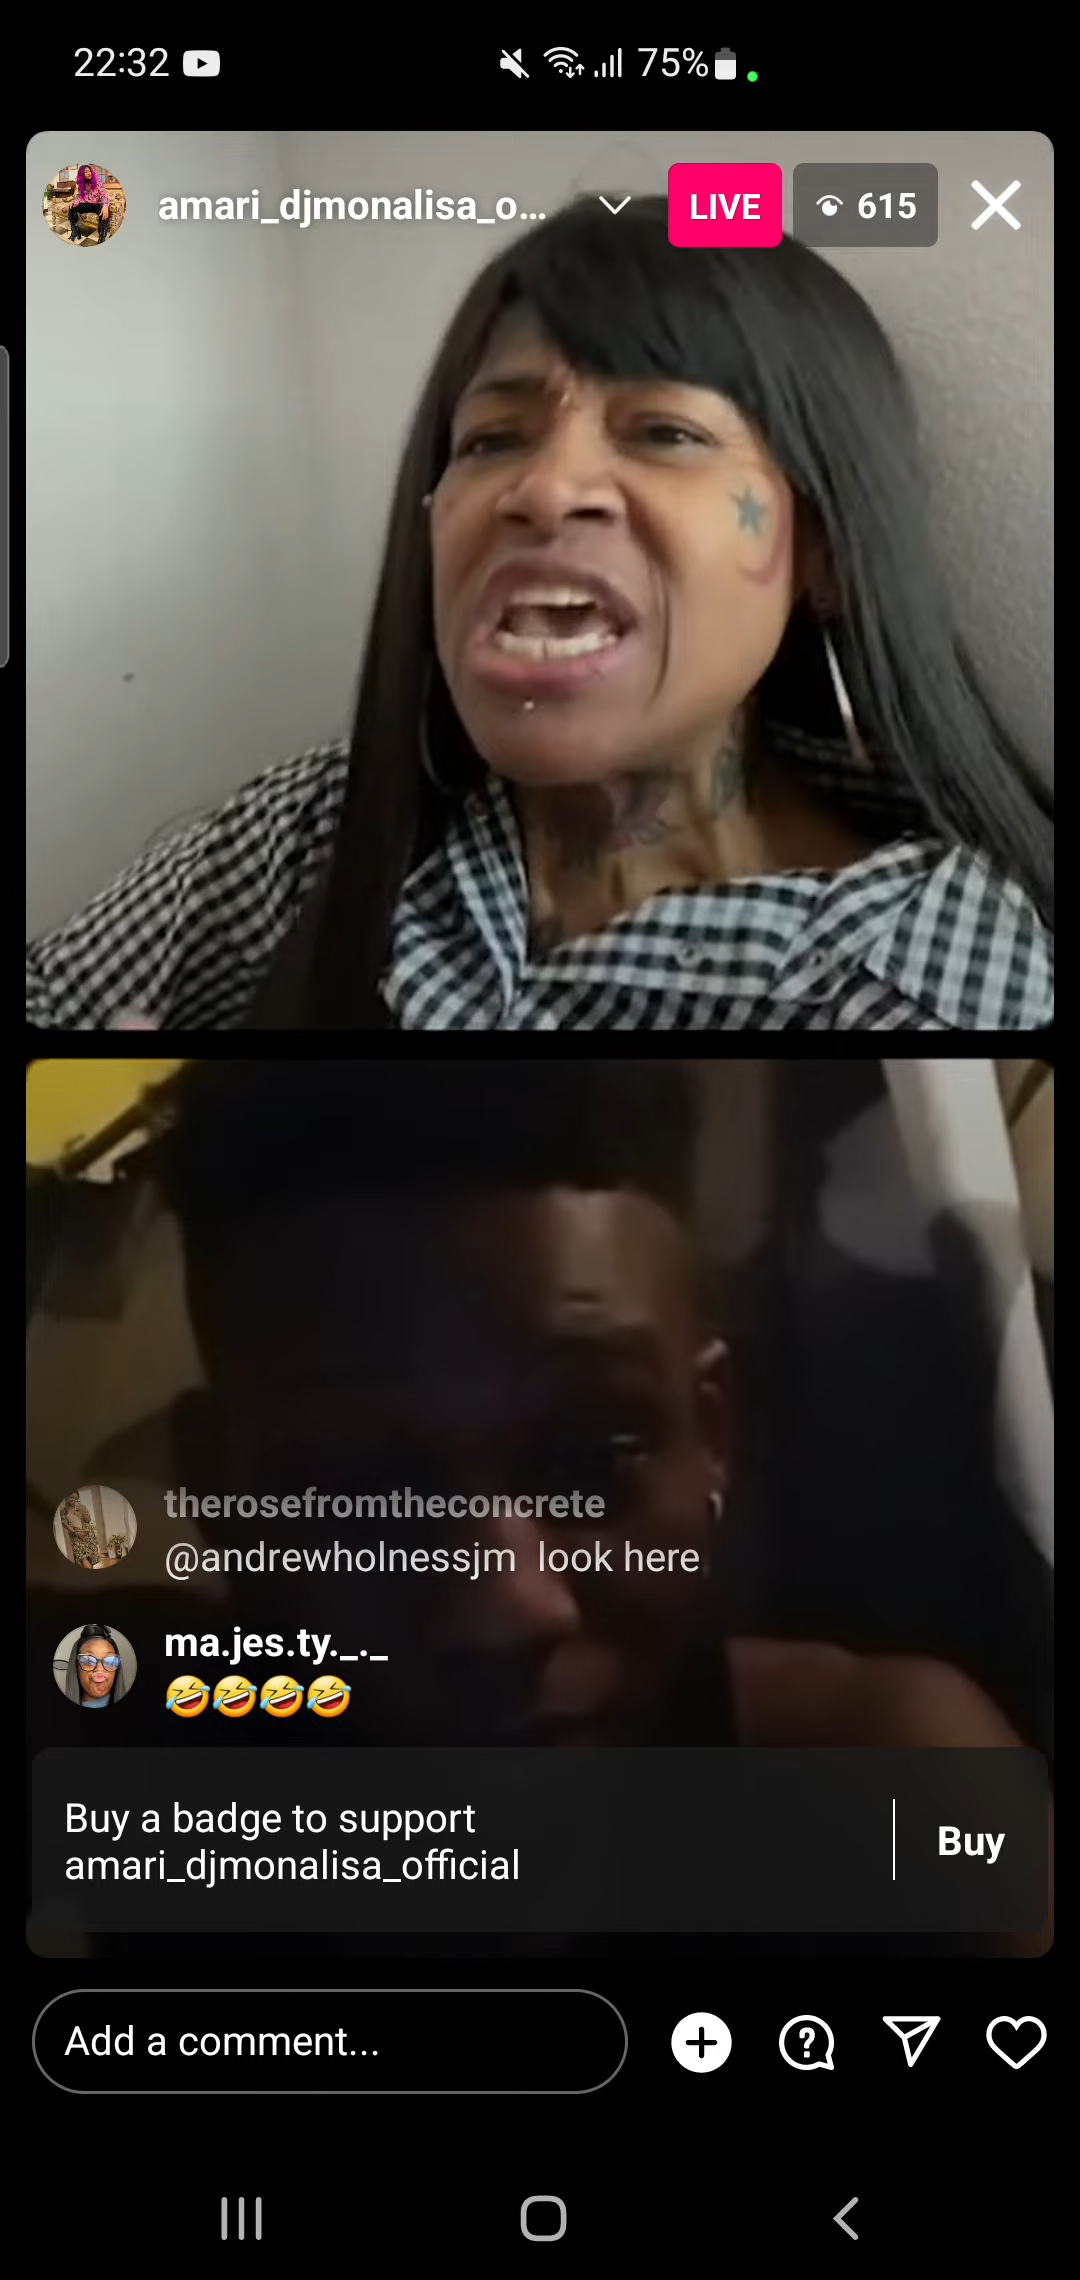 22:32
75%
amari_djmonalisa_o...
LIVE
615
therosefromtheconcrete
@andrewholnessjm look here
ma.jes.ty._._
🤣🤣🤣🤣
Buy a badge to support
amari_djmonalisa_official
Buy
Add a comment...